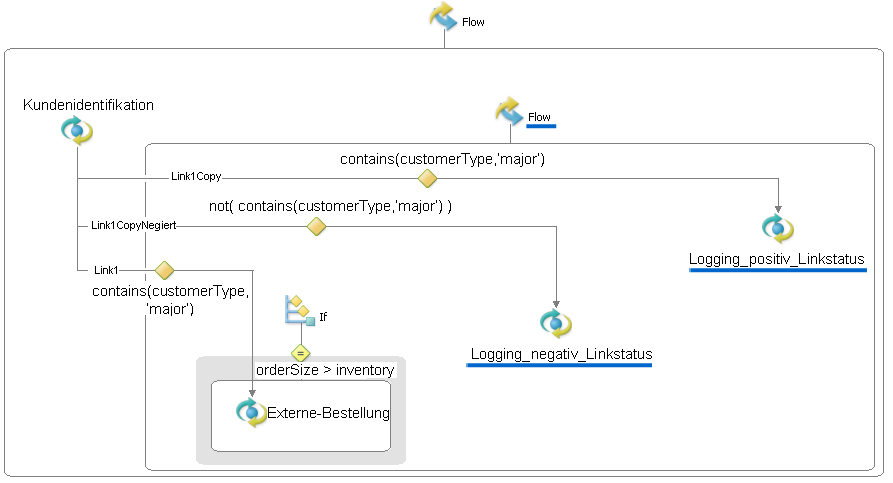 Flow
Kundenidentifikation
Flow
contains(customerType,'major')
Link1Copy
not( contains(customerType,'major') )
Link1CopyNegiert
Logging_positiv_Linkstatus
Link1
contains(customerType,
'major')
If
Logging_negativ_Linkstatus
=
orderSize > inventory
Externe-Bestellung